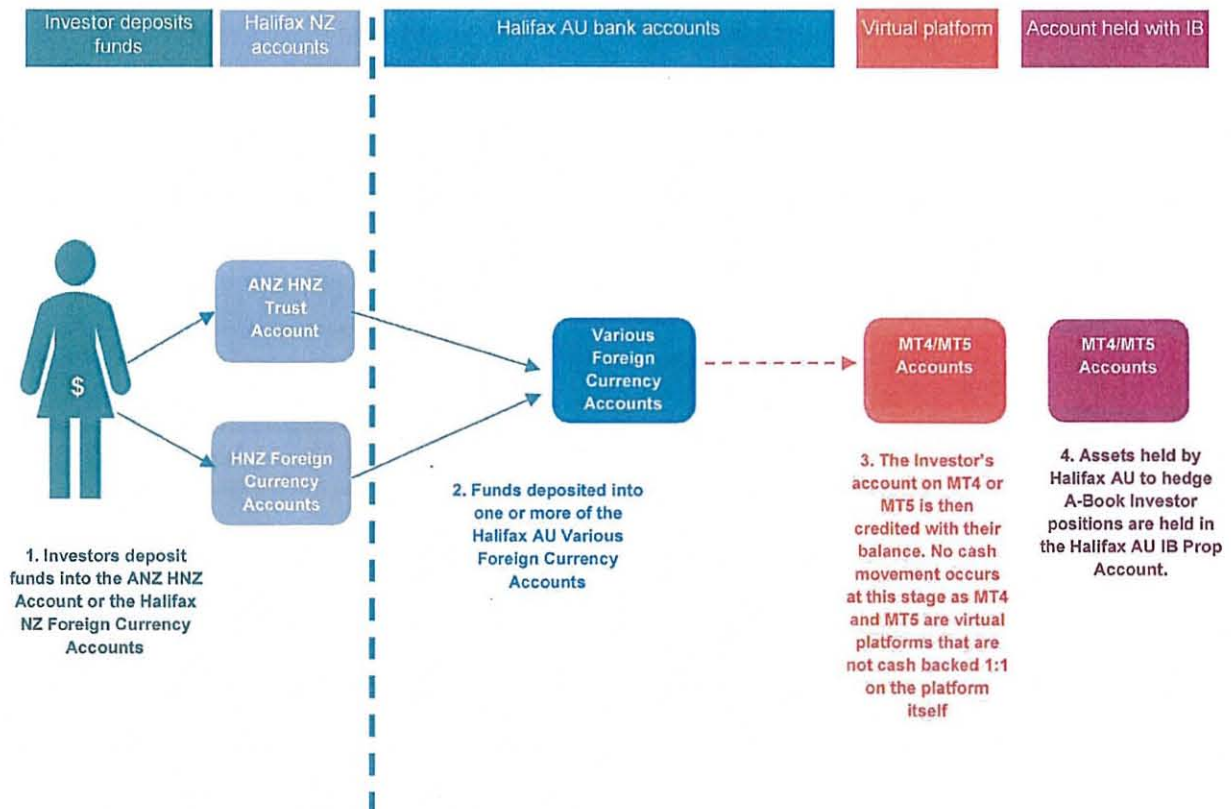 Investor deposits
funds
Halifax NZ
accounts
Halifax AU bank accounts
Virtual platform
Account held with IB
$
ANZ HNZ
Trust
Account
HNZ Foreign
Currency
Accounts
Various
Foreign
Currency
Accounts
MT4/MT5
Accounts
MT4/MT5
Accounts
1. Investors deposit
funds into the ANZ HNZ
Account or the Halifax
NZ Foreign Currency
Accounts
2. Funds deposited into
one or more of the
Halifax AU Various
Foreign Currency
Accounts
3. The Investor's
account on MT4 or
MT5 is then
credited with their
balance. No cash
movement occurs
at this stage as MT4
and MT5 are virtual
platforms that are
not cash backed 1:1
on the platform
itself
4. Assets held by
Halifax AU to hedge
A-Book Investor
positions are held in
the Halifax AU IB Prop
Account.